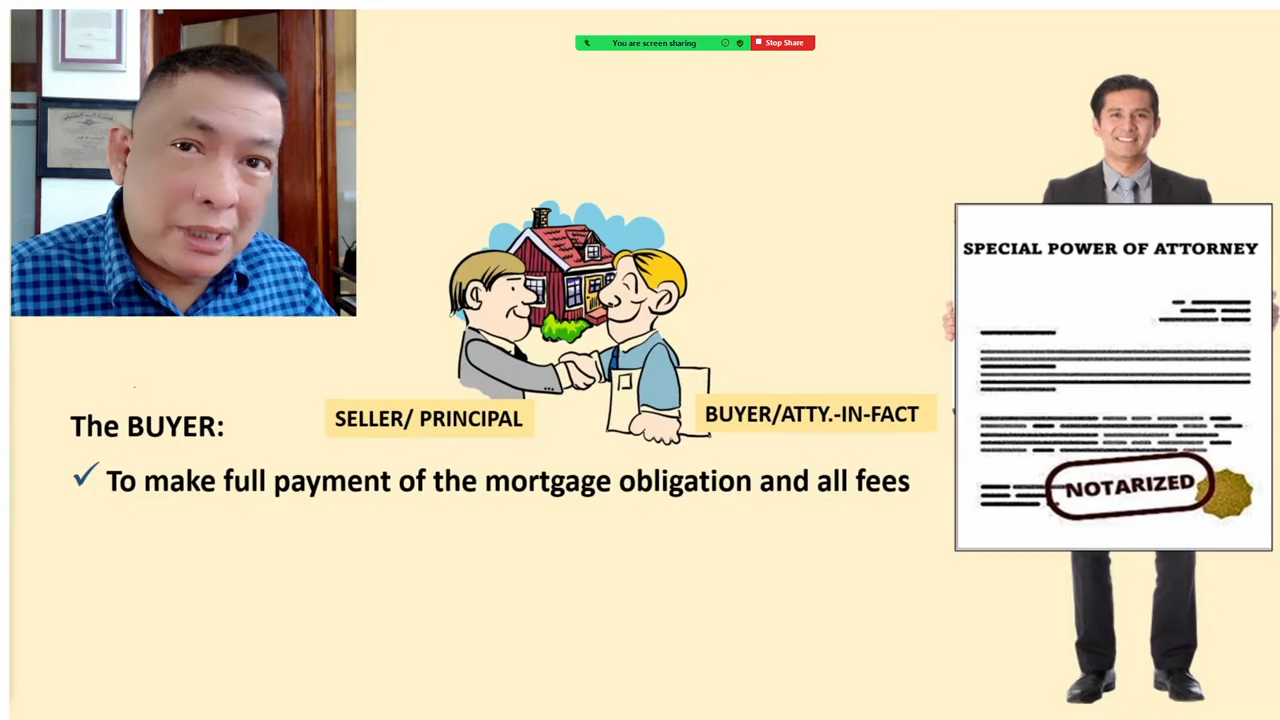 You are screen sharing
Stop Share
SPECIAL POWER OF ATTORNEY
SELLER/ PRINCIPAL
BUYER/ATTY.-IN-FACT
The BUYER:
✓ To make full payment of the mortgage obligation and all fees
NOTARIZED